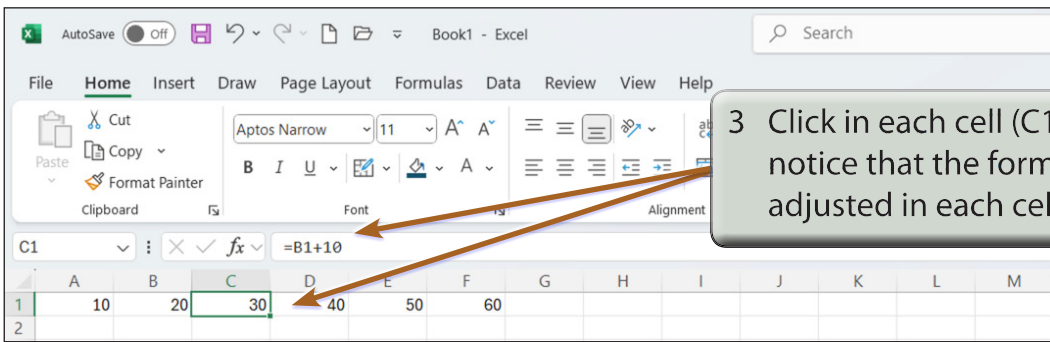 AutoSave Off Book1 - Excel Search
File Home Insert Draw Page Layout Formulas Data Review View Help
Paste
Cut
Copy
Format Painter
Clipboard
Aptos Narrow 11 A A
B I U A
Font
ab
Alignment
3 Click in each cell (C1
notice that the form
adjusted in each cel
C1 fx =B1+10
A B C D E F G H I J K L M
1 10 20 30 40 50 60
2